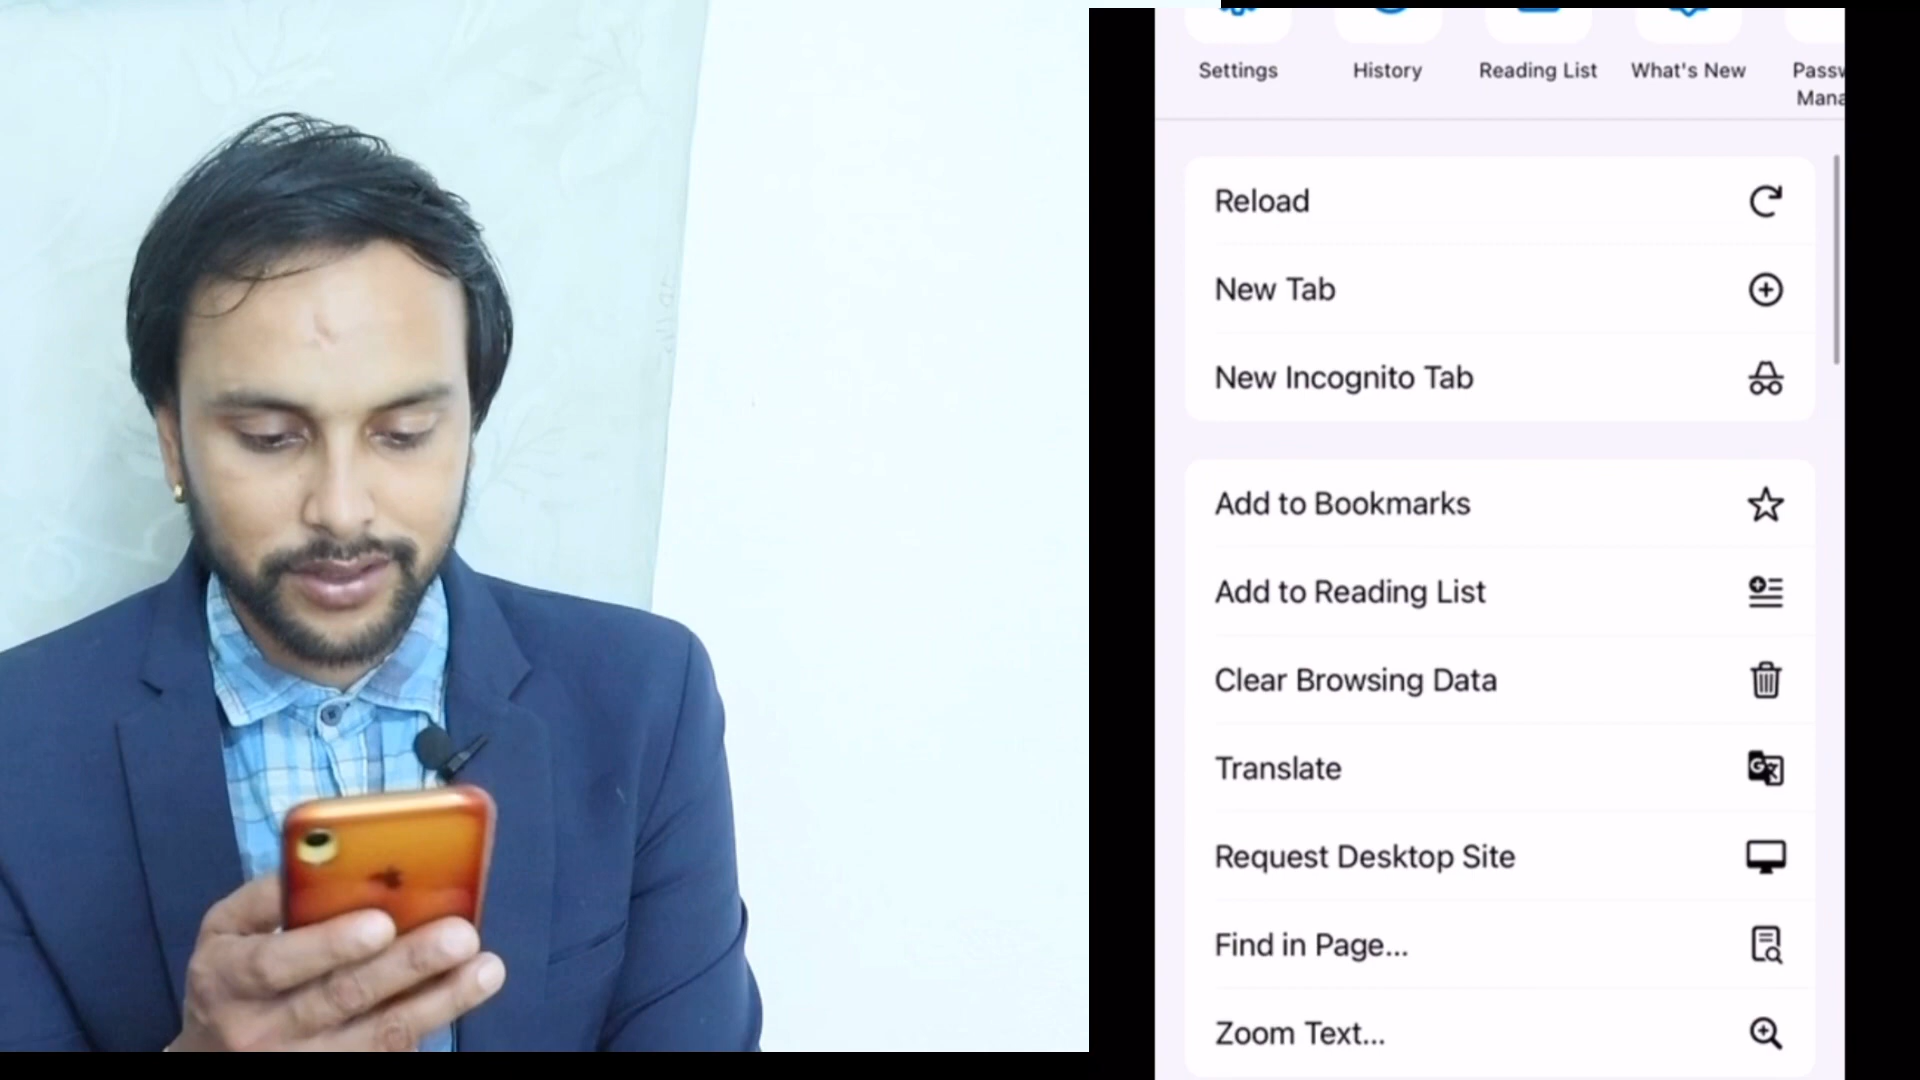 Settings
History
Reading List
What's New
Reload
New Tab
New Incognito Tab
Add to Bookmarks
Add to Reading List
Clear Browsing Data
Translate
Request Desktop Site
Find in Page...
Zoom Text...